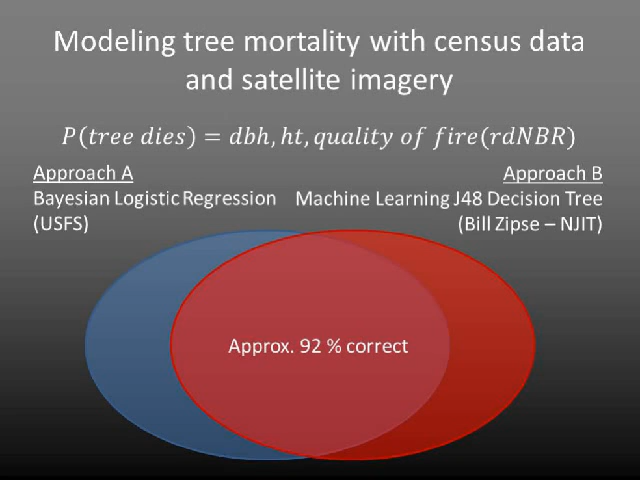 Modeling tree mortality with census data
and satellite imagery
P(tree dies) = dbh, ht, quality of fire(rdNBR)
Approach A
Bayesian Logistic Regression
(USFS)
Approach B
Machine Learning J48 Decision Tree
(Bill Zipse – NJIT)
Approx. 92 % correct